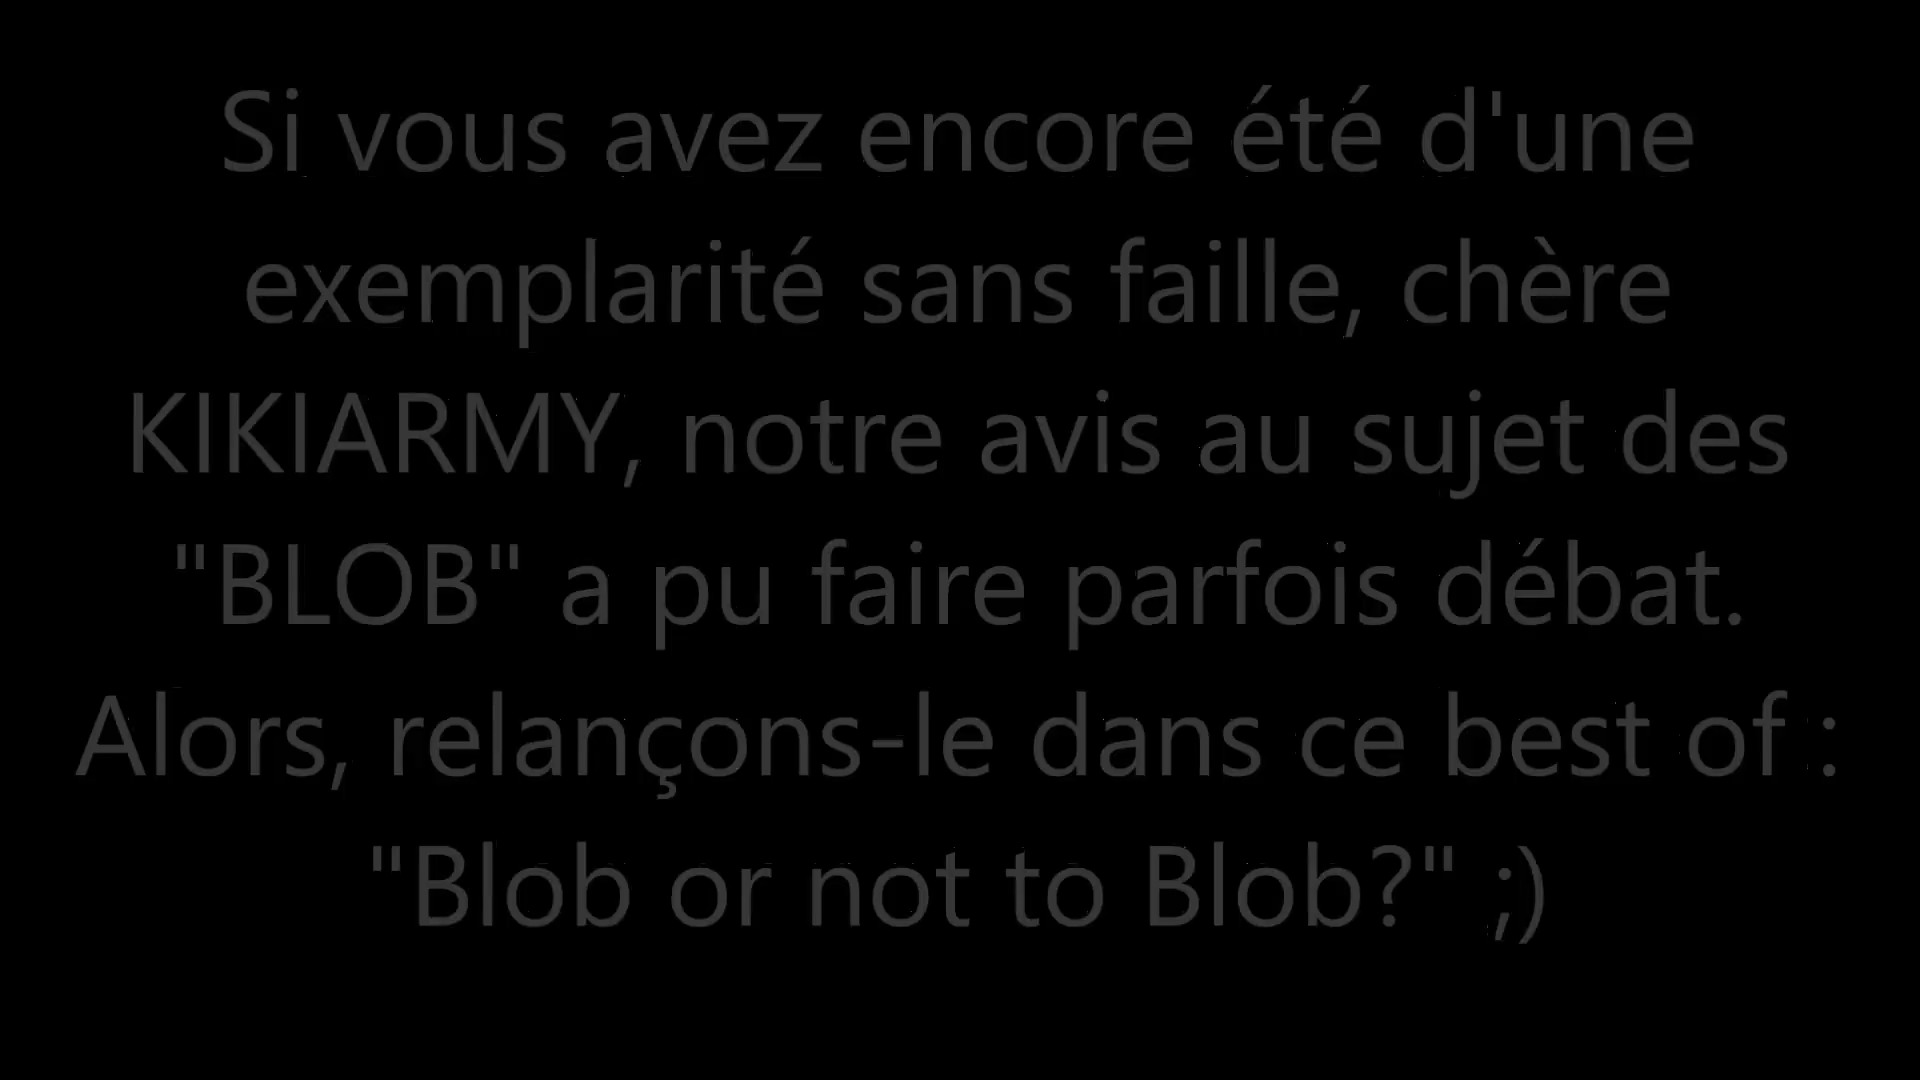 Si vous avez encore été d'une
exemplarité sans faille, chère
KIKIARMY, notre avis au sujet des
"BLOB" a pu faire parfois débat.
Alors, relançons-le dans ce best of :
"Blob or not to Blob?" ;)